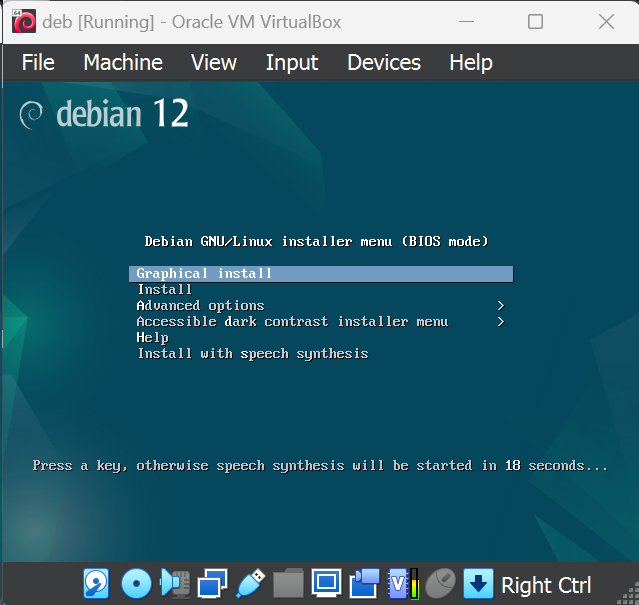 64
deb [Running] - Oracle VM VirtualBox
File Machine View Input Devices Help
debian 12
Debian GNU/Linux installer menu (BIOS mode)
Graphical install
Install
Advanced options >
Accessible dark contrast installer menu >
Help
Install with speech synthesis
Press a key, otherwise speech synthesis will be started in 18 seconds...
V Right Ctrl